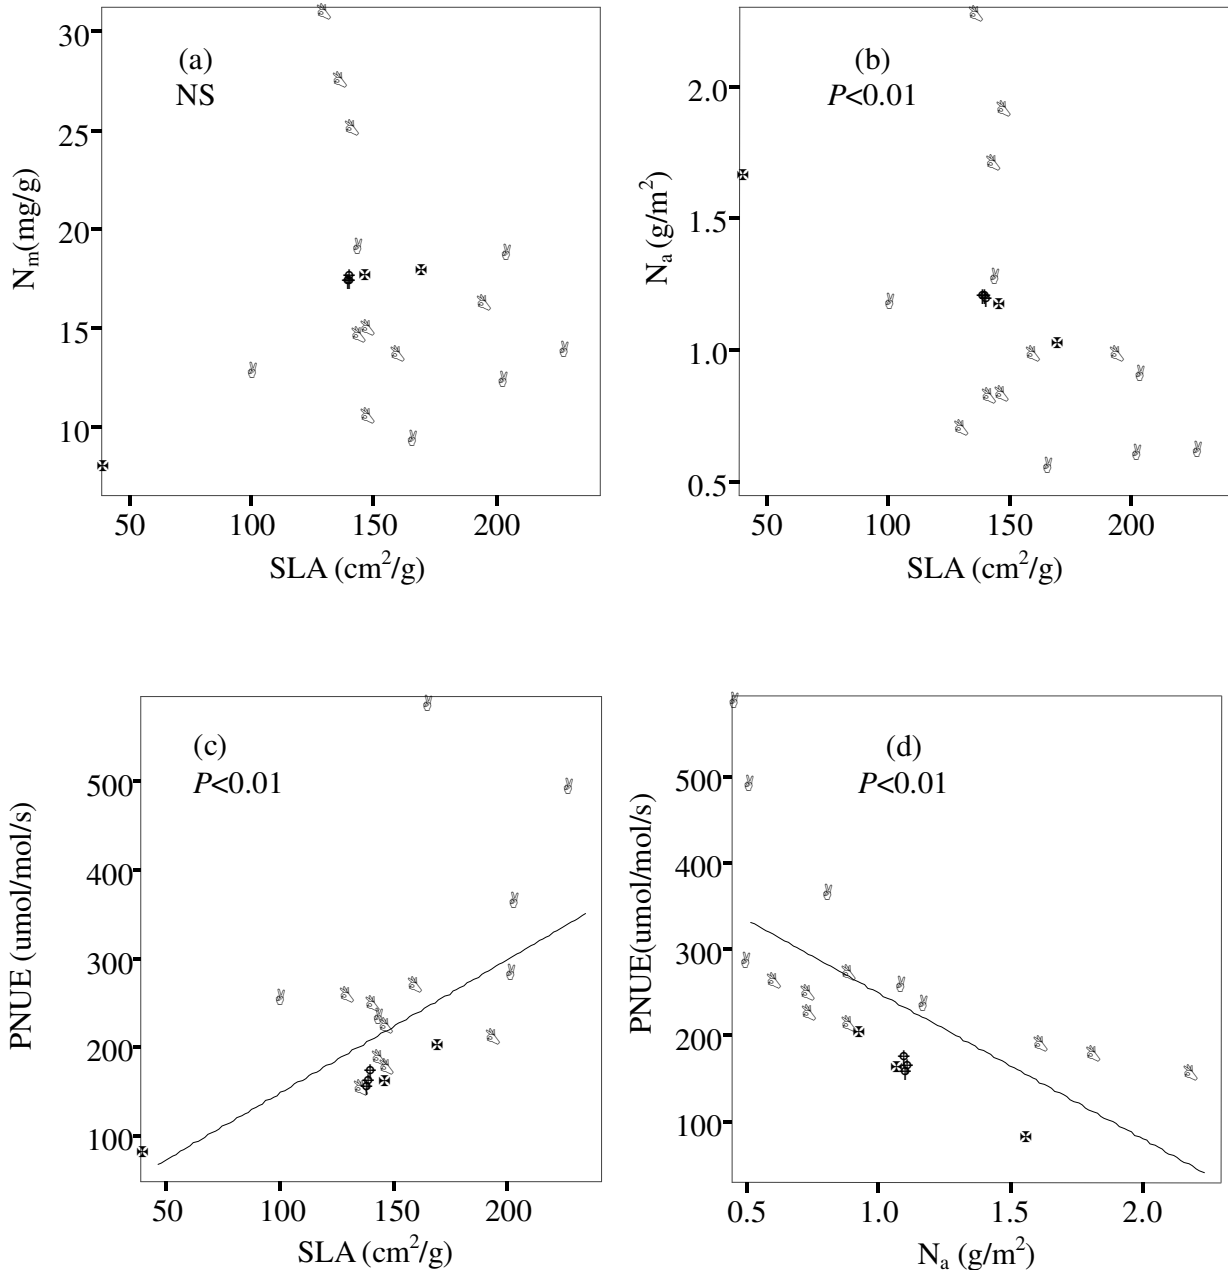 (a)
NS
30
25
20
15
10
N_m(mg/g)
50 100 150 200
SLA (cm²/g)
(b)
P<0.01
2.0
1.5
1.0
0.5
N_a (g/m²)
50 100 150 200
SLA (cm²/g)
(c)
P<0.01
500
400
300
200
100
PNUE (umol/mol/s)
50 100 150 200
SLA (cm²/g)
(d)
P<0.01
500
400
300
200
100
PNUE(umol/mol/s)
0.5 1.0 1.5 2.0
N_a (g/m²)